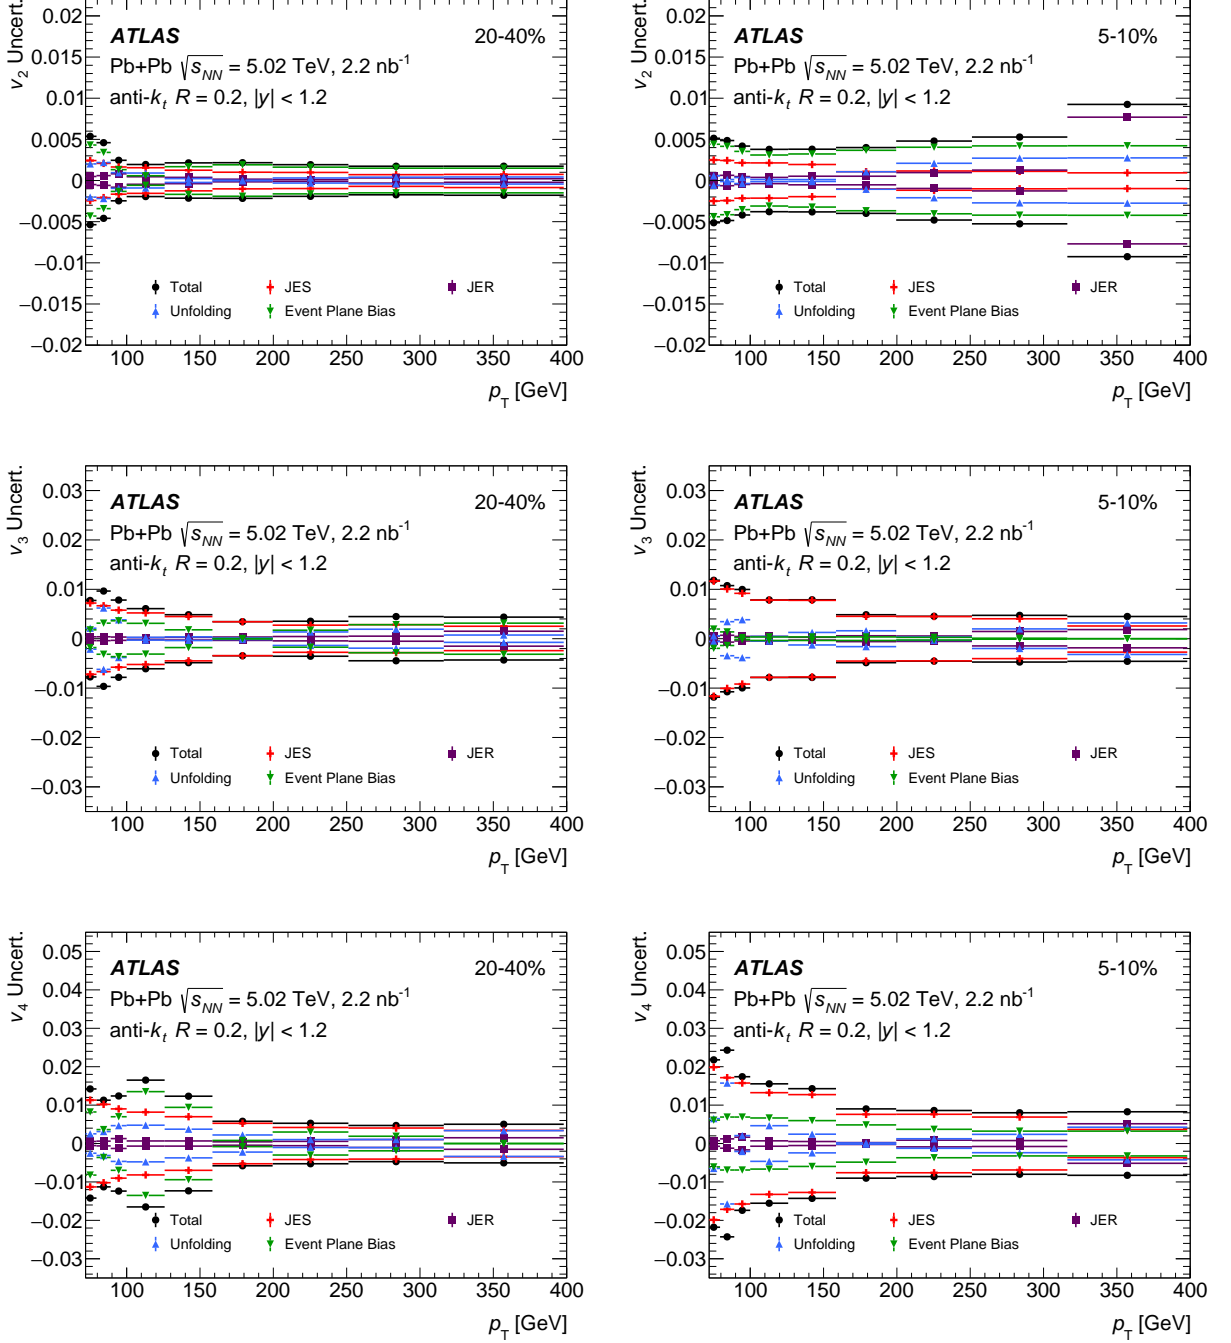 v2 Uncert.
0.02
0.015
0.01
0.005
0
−0.005
−0.01
−0.015
−0.02
ATLAS 20-40%
Pb+Pb √sNN = 5.02 TeV, 2.2 nb-1
anti-kt R = 0.2, |y| < 1.2
Total JES JER
Unfolding Event Plane Bias
100 150 200 250 300 350 400
pT [GeV]
v2 Uncert.
0.02
0.015
0.01
0.005
0
−0.005
−0.01
−0.015
−0.02
ATLAS 5-10%
Pb+Pb √sNN = 5.02 TeV, 2.2 nb-1
anti-kt R = 0.2, |y| < 1.2
Total JES JER
Unfolding Event Plane Bias
100 150 200 250 300 350 400
pT [GeV]
v3 Uncert.
0.03
0.02
0.01
0
−0.01
−0.02
−0.03
ATLAS 20-40%
Pb+Pb √sNN = 5.02 TeV, 2.2 nb-1
anti-kt R = 0.2, |y| < 1.2
Total JES JER
Unfolding Event Plane Bias
100 150 200 250 300 350 400
pT [GeV]
v3 Uncert.
0.03
0.02
0.01
0
−0.01
−0.02
−0.03
ATLAS 5-10%
Pb+Pb √sNN = 5.02 TeV, 2.2 nb-1
anti-kt R = 0.2, |y| < 1.2
Total JES JER
Unfolding Event Plane Bias
100 150 200 250 300 350 400
pT [GeV]
v4 Uncert.
0.05
0.04
0.03
0.02
0.01
0
−0.01
−0.02
−0.03
ATLAS 20-40%
Pb+Pb √sNN = 5.02 TeV, 2.2 nb-1
anti-kt R = 0.2, |y| < 1.2
Total JES JER
Unfolding Event Plane Bias
100 150 200 250 300 350 400
pT [GeV]
v4 Uncert.
0.05
0.04
0.03
0.02
0.01
0
−0.01
−0.02
−0.03
ATLAS 5-10%
Pb+Pb √sNN = 5.02 TeV, 2.2 nb-1
anti-kt R = 0.2, |y| < 1.2
Total JES JER
Unfolding Event Plane Bias
100 150 200 250 300 350 400
pT [GeV]